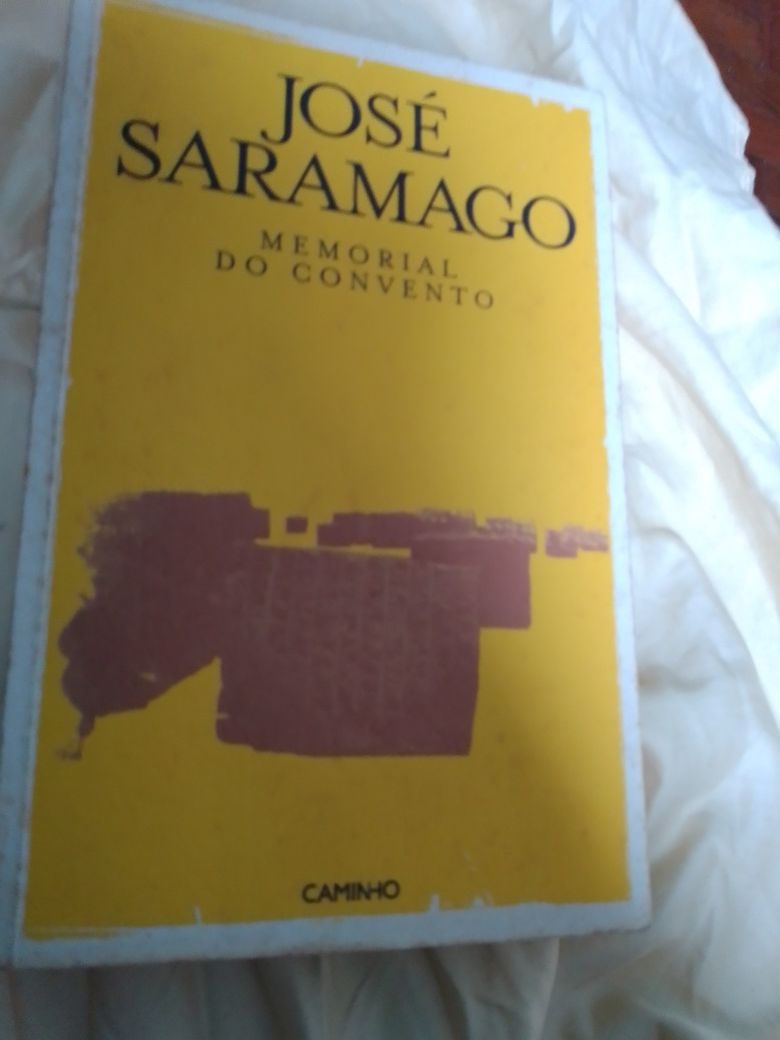 JOSÉ
SARAMAGO
MEMORIAL
DO CONVENTO
CAMINHO